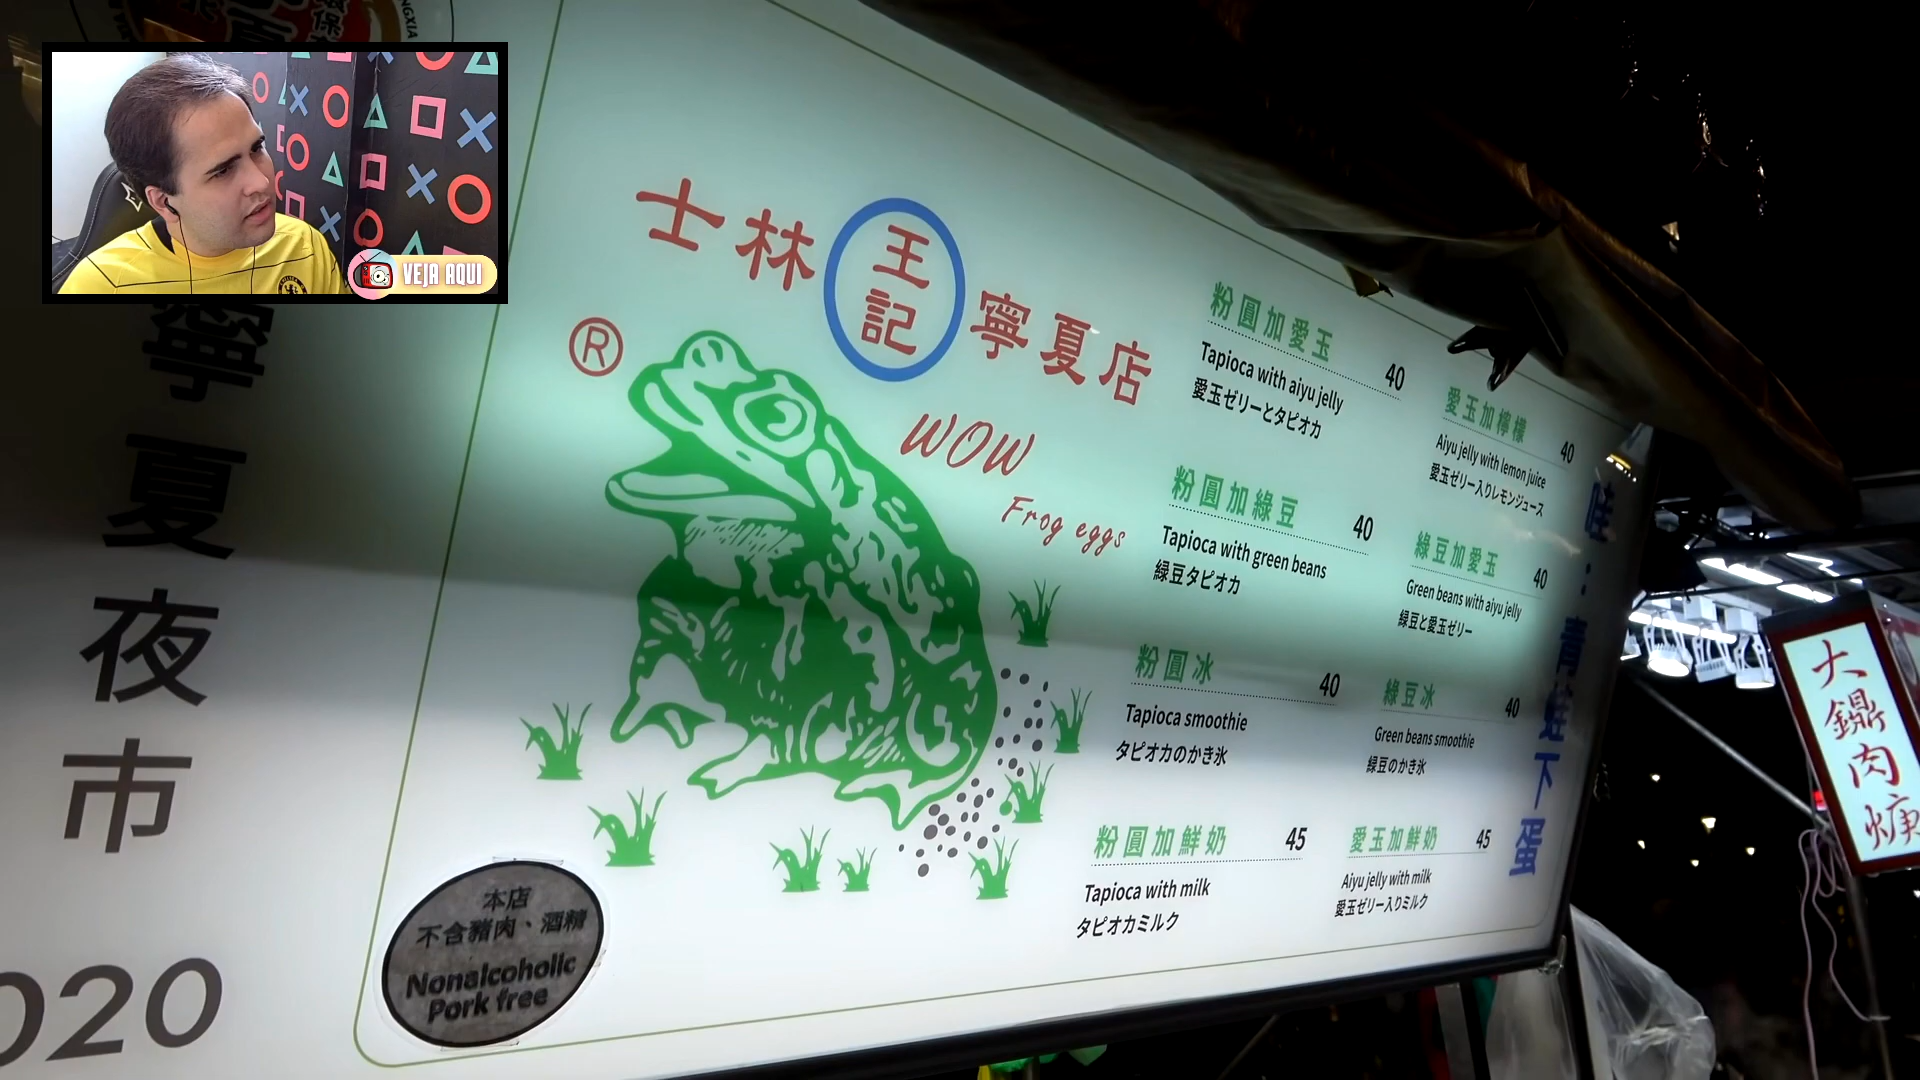 環保
VEJA AQUI
寧夏夜市
020
士林 王記 寧夏店
®
WOW
Frog eggs
粉圓加愛玉 40
Tapioca with aiyu jelly
愛玉ゼリーとタピオカ
粉圓加綠豆 40
Tapioca with green beans
緑豆タピオカ
粉圓冰 40
Tapioca smoothie
タピオカのかき氷
粉圓加鮮奶 45
Tapioca with milk
タピオカミルク
愛玉加檸檬 40
Aiyu jelly with lemon juice
愛玉ゼリー入りレモンジュース
綠豆加愛玉 40
Green beans with aiyu jelly
緑豆と愛玉ゼリー
綠豆冰 40
Green beans smoothie
緑豆のかき氷
愛玉加鮮奶 45
Aiyu jelly with milk
愛玉ゼリー入りミルク
哇:青蛙下蛋
本店
不含豬肉、酒精
Nonalcoholic
Pork free
大鼎肉